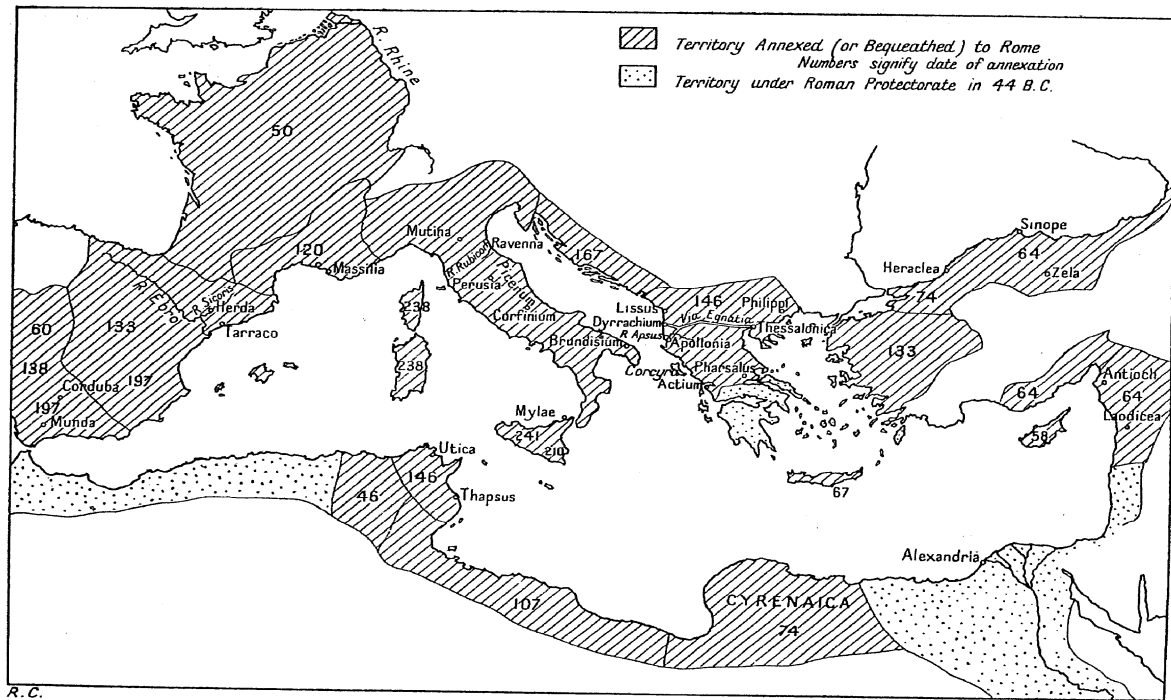 Territory Annexed (or Bequeathed) to Rome
Numbers signify date of annexation
Territory under Roman Protectorate in 44 B.C.
R. Rhine
50
120
Massilia
Mutina
Ravenna
R. Rubicon
Perusia
Picenum
Corfinium
Brundisium
167
238
238
R. Ebro
R. Sicoris
Ilerda
Tarraco
133
60
138
197
Corduba
197
Munda
Lissus
Dyrrachium
R. Apsus
Apollonia
Corcyra
Actium
146
Philippi
Via Egnatia
Thessalonica
Pharsalus
Heraclea
74
Sinope
64
Zela
133
64
Antioch
64
Laodicea
58
67
Mylae
241
210
Utica
146
46
Thapsus
107
CYRENAICA
74
Alexandria
R.C.